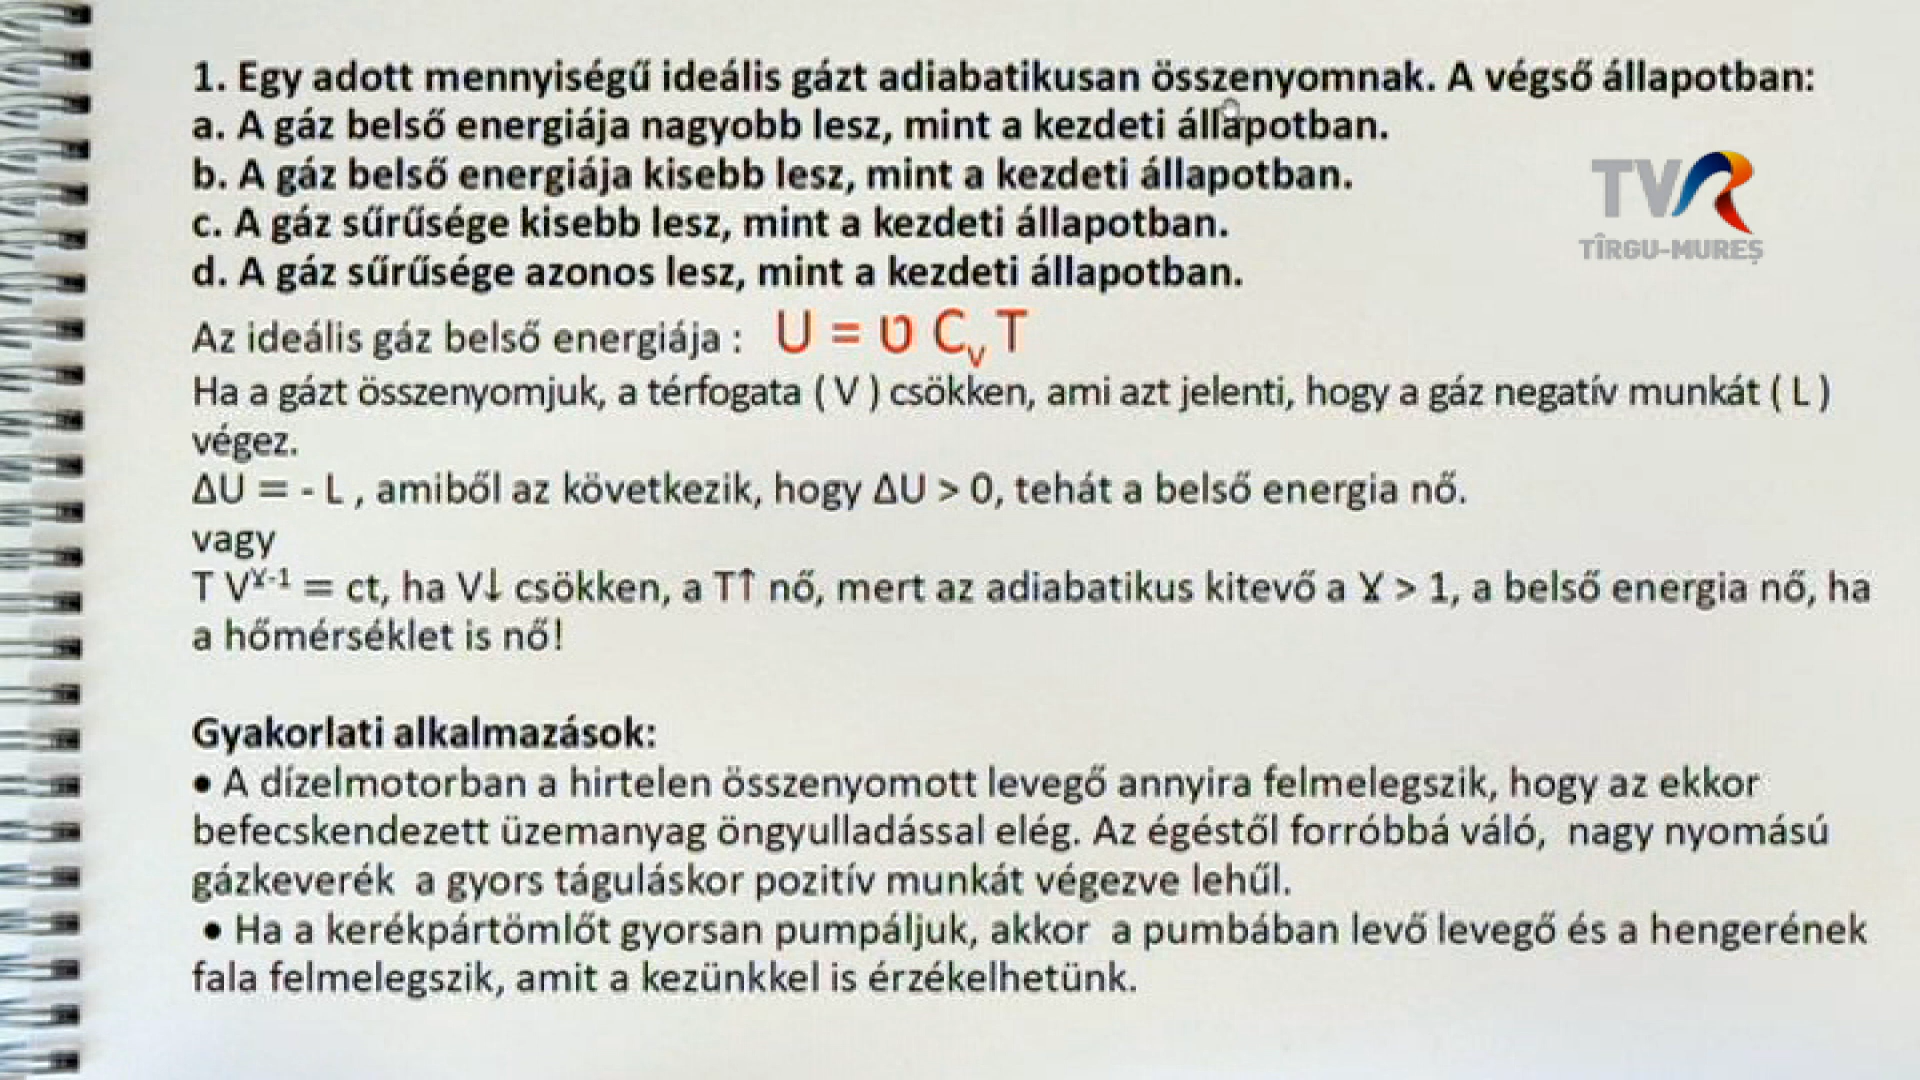 1. Egy adott mennyiségű ideális gázt adiabatikusan összenyomnak. A végső állapotban:
a. A gáz belső energiája nagyobb lesz, mint a kezdeti állapotban.
b. A gáz belső energiája kisebb lesz, mint a kezdeti állapotban.
c. A gáz sűrűsége kisebb lesz, mint a kezdeti állapotban.
d. A gáz sűrűsége azonos lesz, mint a kezdeti állapotban.
TVR
TÎRGU-MUREȘ
Az ideális gáz belső energiája : U = υ Cᵥ T
Ha a gázt összenyomjuk, a térfogata ( V ) csökken, ami azt jelenti, hogy a gáz negatív munkát ( L )
végez.
ΔU = - L , amiből az következik, hogy ΔU > 0, tehát a belső energia nő.
vagy
T Vˠ⁻¹ = ct, ha V↓ csökken, a T↑ nő, mert az adiabatikus kitevő a Ɣ > 1, a belső energia nő, ha
a hőmérséklet is nő!
Gyakorlati alkalmazások:
• A dízelmotorban a hirtelen összenyomott levegő annyira felmelegszik, hogy az ekkor
befecskendezett üzemanyag öngyulladással elég. Az égéstől forróbbá váló, nagy nyomású
gázkeverék a gyors táguláskor pozitív munkát végezve lehűl.
• Ha a kerékpártömlőt gyorsan pumpáljuk, akkor a pumbában levő levegő és a hengerének
fala felmelegszik, amit a kezünkkel is érzékelhetünk.